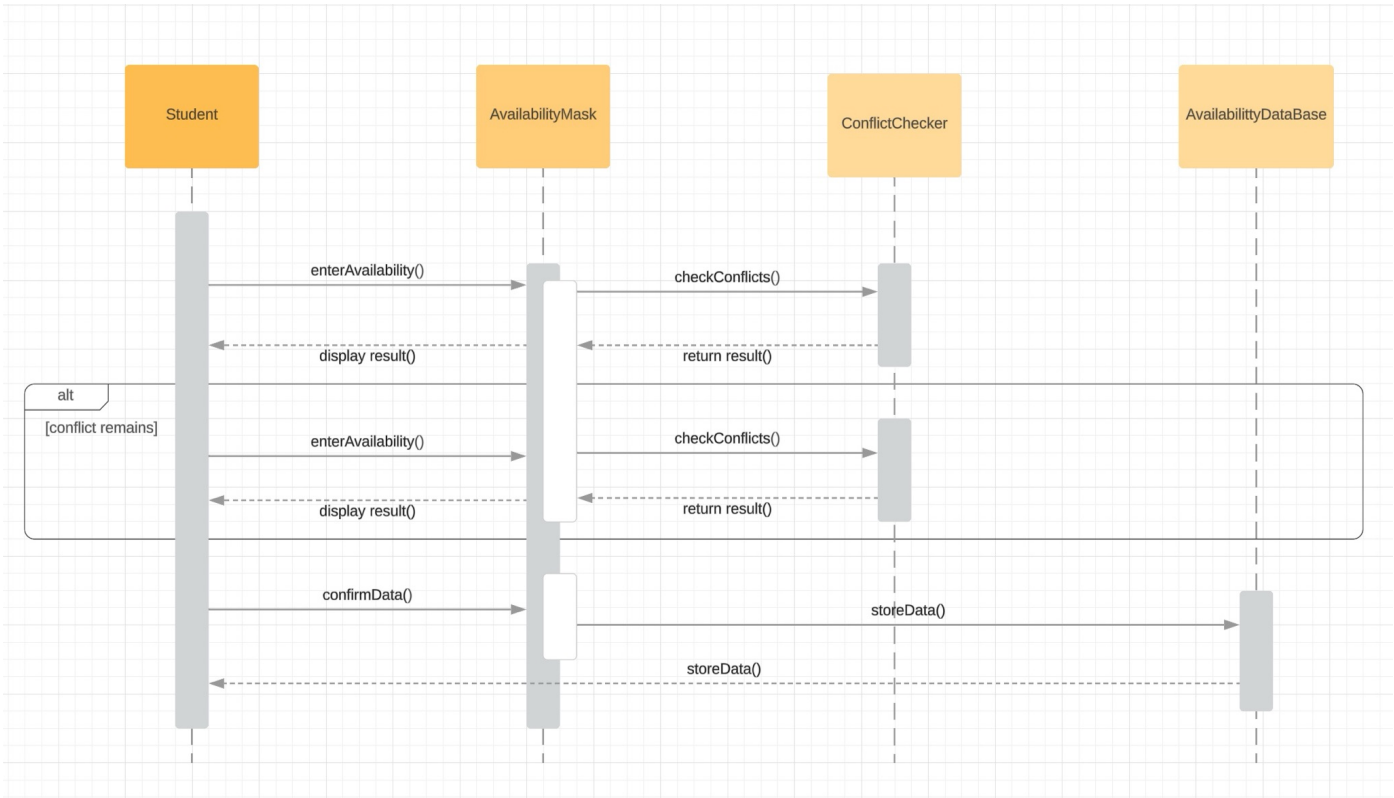 Student
AvailabilityMask
ConflictChecker
AvailabilittyDataBase
enterAvailability()
checkConflicts()
display result()
return result()
alt
[conflict remains]
enterAvailability()
checkConflicts()
display result()
return result()
confirmData()
storeData()
storeData()